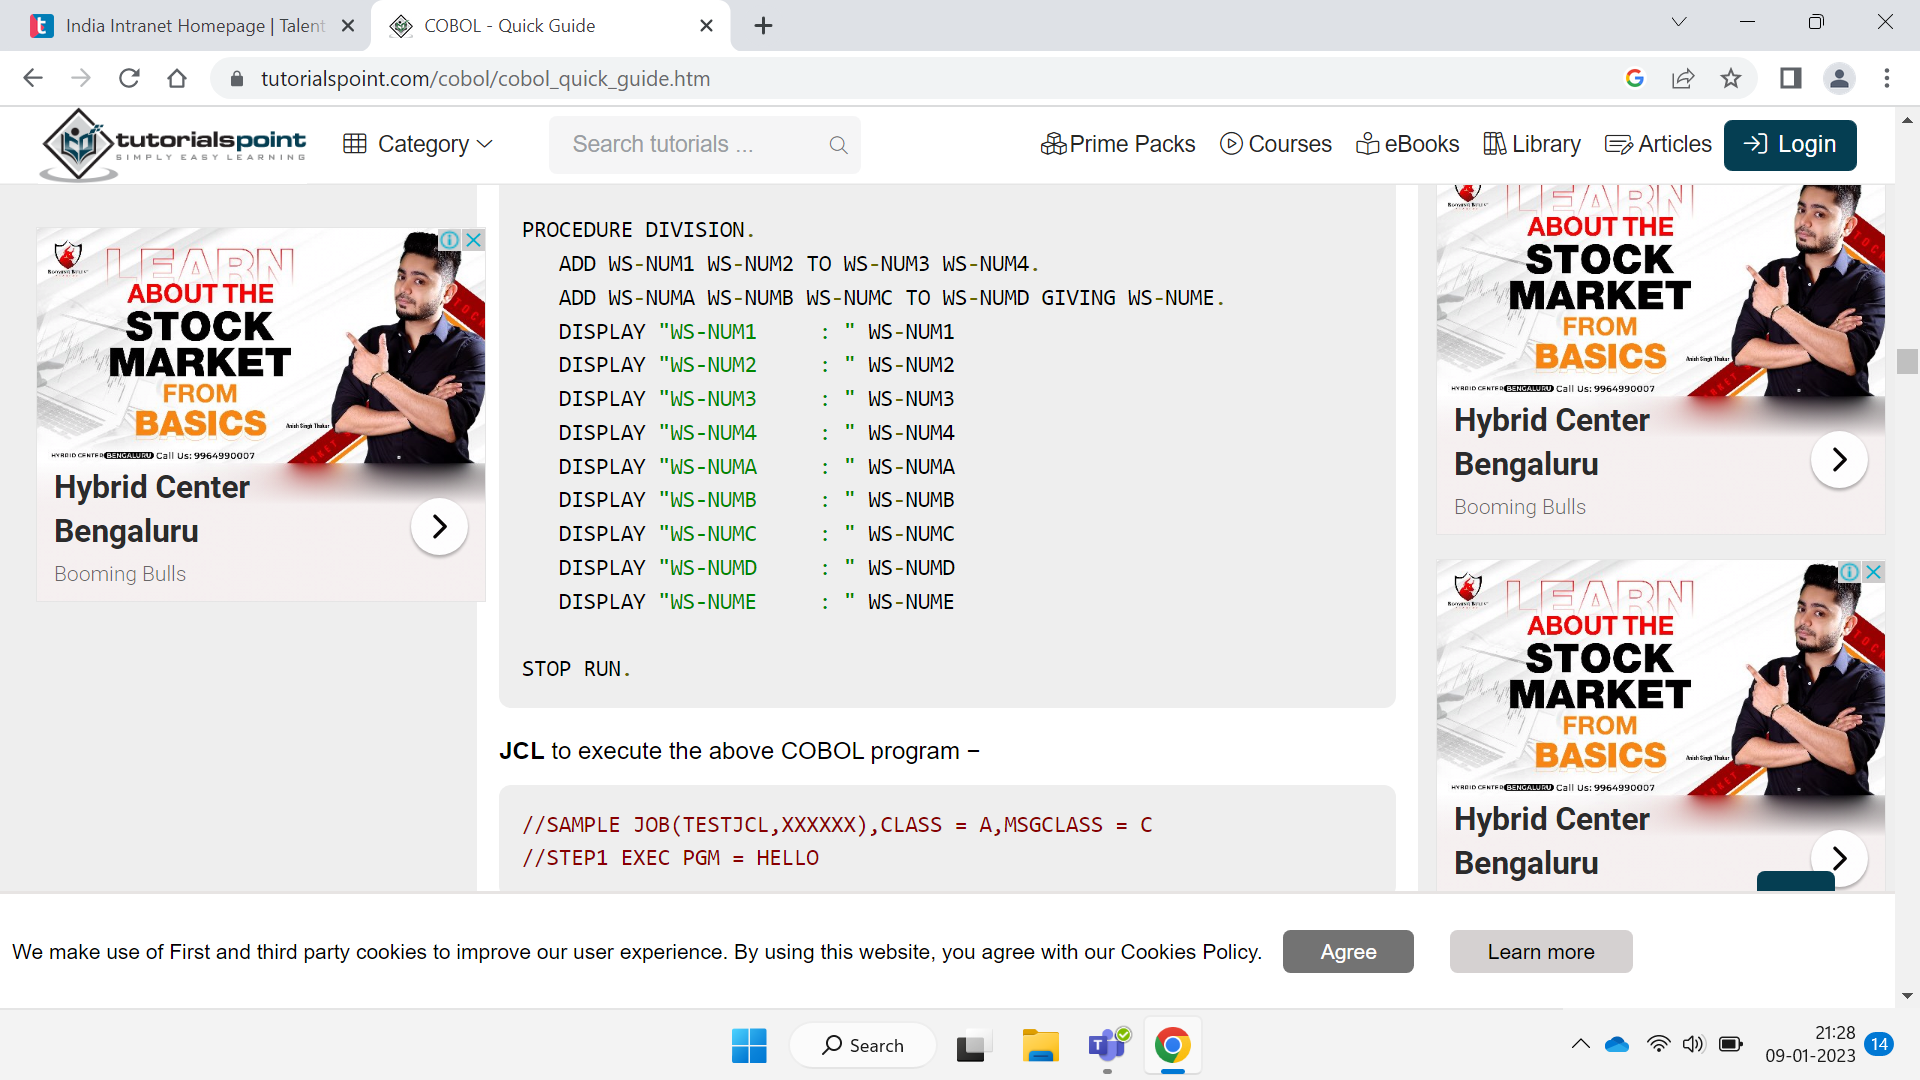 India Intranet Homepage | Talent
COBOL - Quick Guide
tutorialspoint.com/cobol/cobol_quick_guide.htm
tutorialspoint
SIMPLY EASY LEARNING
Category
Search tutorials ...
Prime Packs
Courses
eBooks
Library
Articles
Login
PROCEDURE DIVISION.
ADD WS-NUM1 WS-NUM2 TO WS-NUM3 WS-NUM4.
ADD WS-NUMA WS-NUMB WS-NUMC TO WS-NUMD GIVING WS-NUME.
DISPLAY "WS-NUM1     : " WS-NUM1
DISPLAY "WS-NUM2     : " WS-NUM2
DISPLAY "WS-NUM3     : " WS-NUM3
DISPLAY "WS-NUM4     : " WS-NUM4
DISPLAY "WS-NUMA     : " WS-NUMA
DISPLAY "WS-NUMB     : " WS-NUMB
DISPLAY "WS-NUMC     : " WS-NUMC
DISPLAY "WS-NUMD     : " WS-NUMD
DISPLAY "WS-NUME     : " WS-NUME
STOP RUN.
JCL to execute the above COBOL program −
//SAMPLE JOB(TESTJCL,XXXXXX),CLASS = A,MSGCLASS = C
//STEP1 EXEC PGM = HELLO
LEARN
ABOUT THE
STOCK
MARKET
FROM
BASICS
Anish Singh Thakur
HYBRID CENTER BENGALURU Call Us: 9964990007
Hybrid Center
Bengaluru
Booming Bulls
LEARN
ABOUT THE
STOCK
MARKET
FROM
BASICS
Anish Singh Thakur
HYBRID CENTER BENGALURU Call Us: 9964990007
Hybrid Center
Bengaluru
Booming Bulls
LEARN
ABOUT THE
STOCK
MARKET
FROM
BASICS
Anish Singh Thakur
HYBRID CENTER BENGALURU Call Us: 9964990007
Hybrid Center
Bengaluru
We make use of First and third party cookies to improve our user experience. By using this website, you agree with our Cookies Policy.
Agree
Learn more
Search
21:28
09-01-2023
14